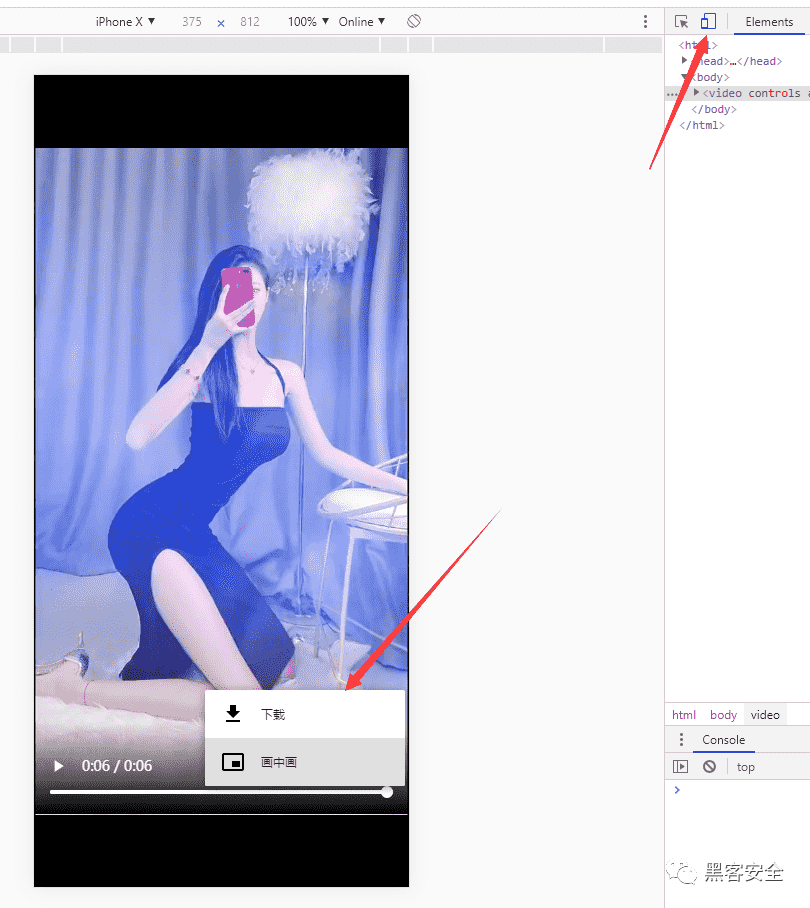 iPhone X ▼ 375 × 812 100% ▼ Online ▼
Elements
<html>
<head>…</head>
<body>
<video controls a
</body>
</html>
下载
画中画
0:06 / 0:06
html body video
Console
top
黑客安全